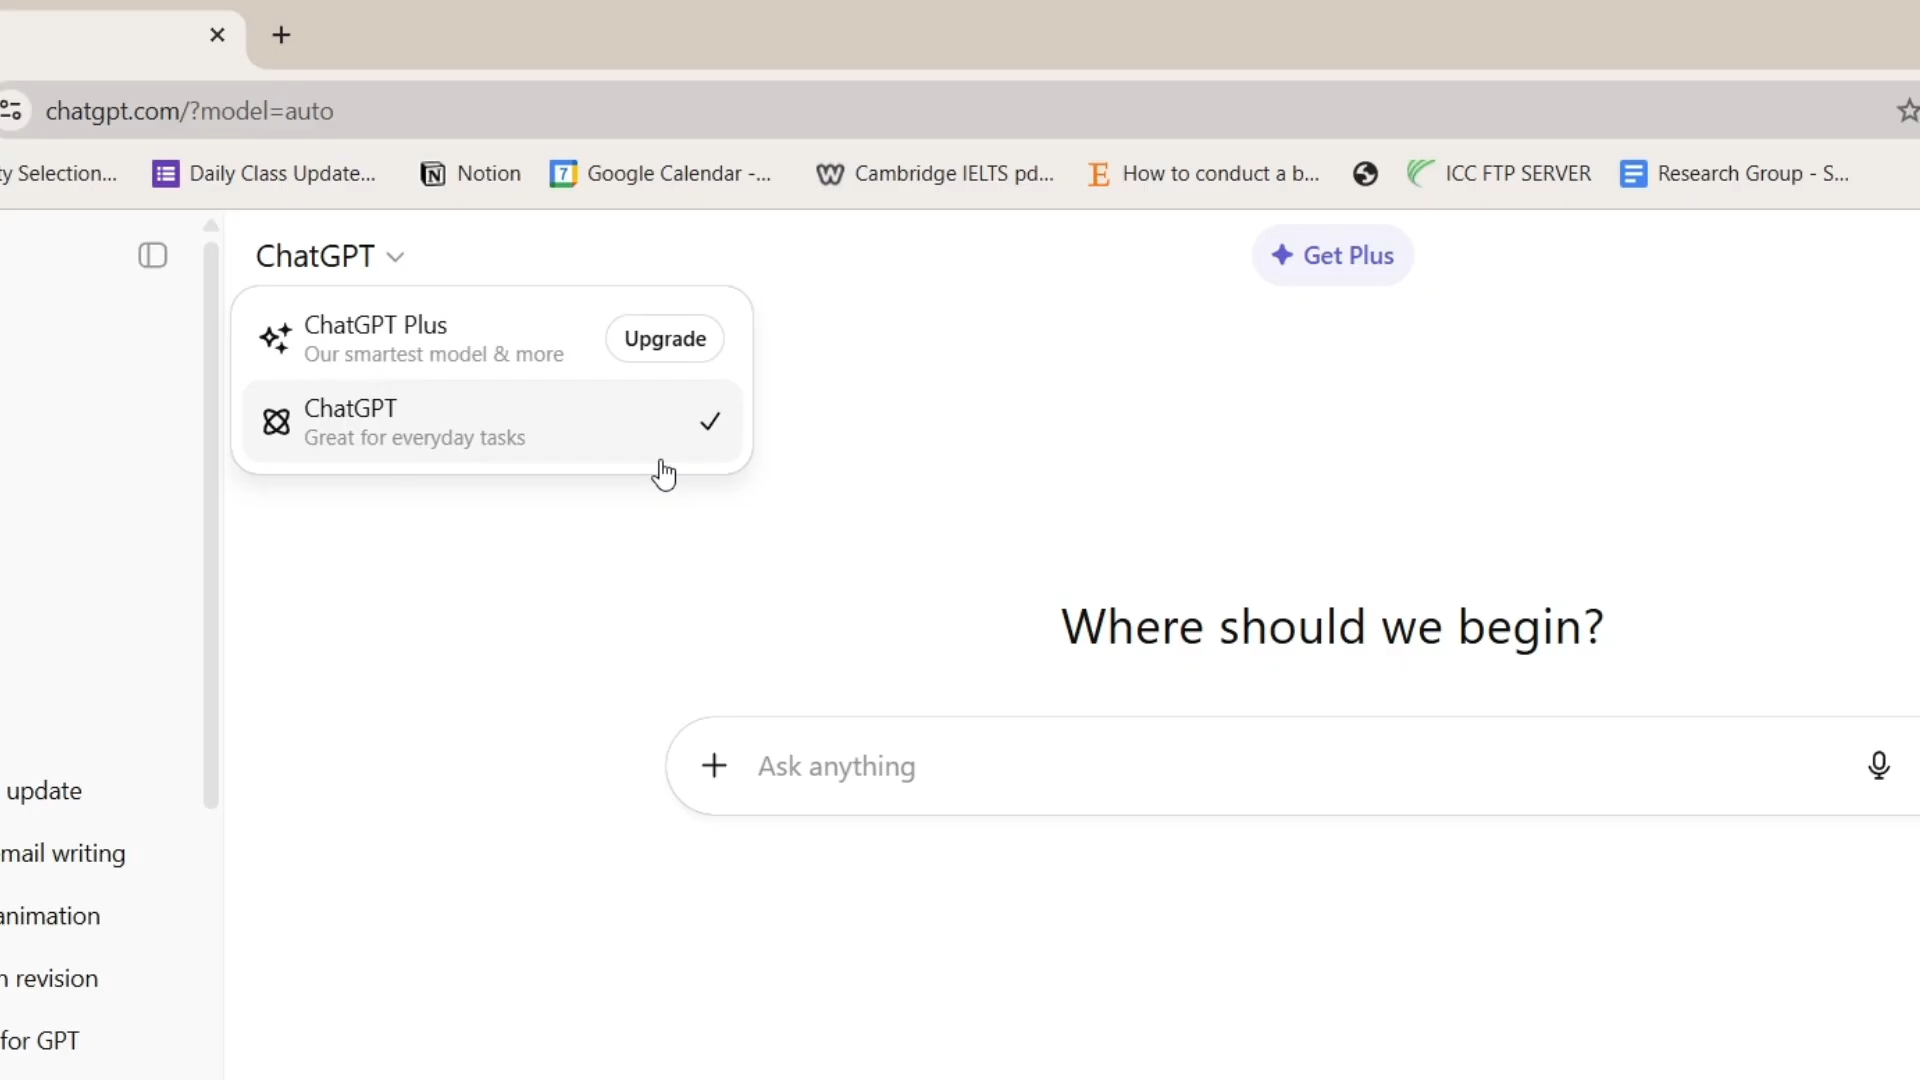 chatgpt.com/?model=auto
ty Selection...
Daily Class Update...
Notion
7
Google Calendar -...
Cambridge IELTS pd...
How to conduct a b...
ICC FTP SERVER
Research Group - S...
ChatGPT
Get Plus
ChatGPT Plus
Our smartest model & more
Upgrade
ChatGPT
Great for everyday tasks
Where should we begin?
Ask anything
update
mail writing
animation
n revision
for GPT